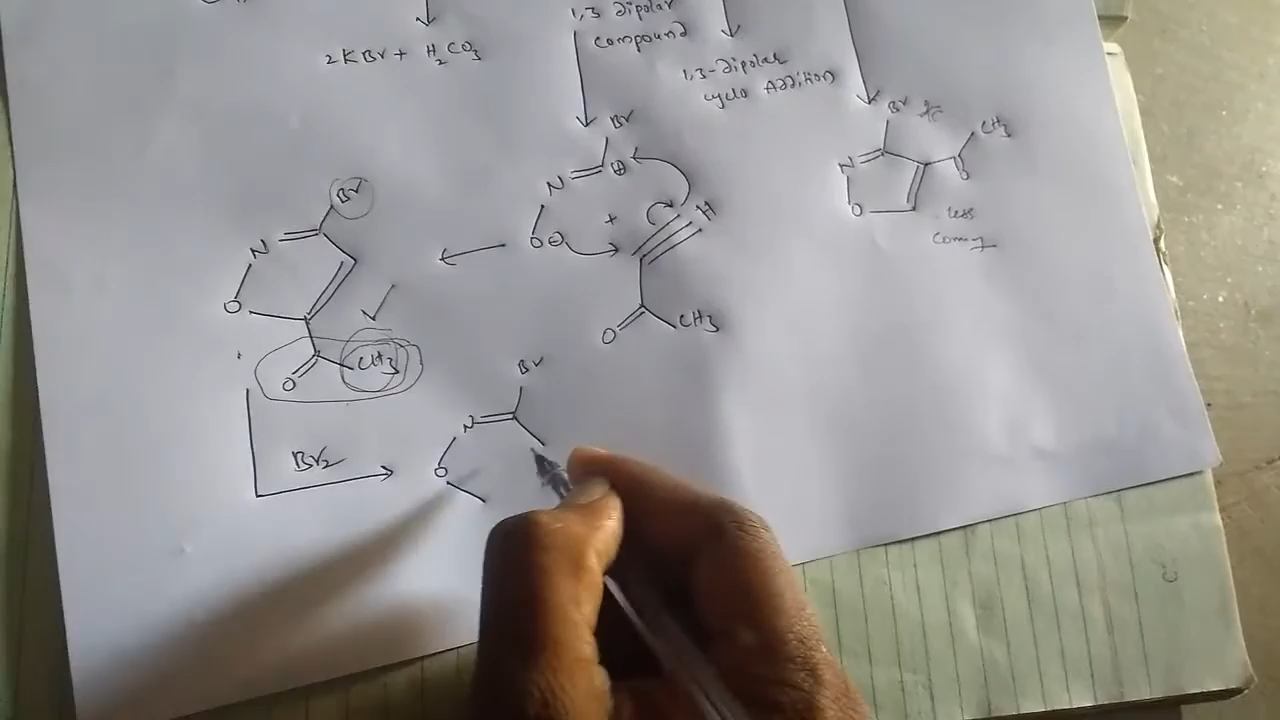 1,3 dipolar
compound
2KBr + H2CO3
1,3-dipolar
cyclo Addition
Br
N
⊕
+
O⊖
H
O
CH3
Br
CH3
N
O
O
less
Br
N
O
O
CH3
Br2
Br
N
O